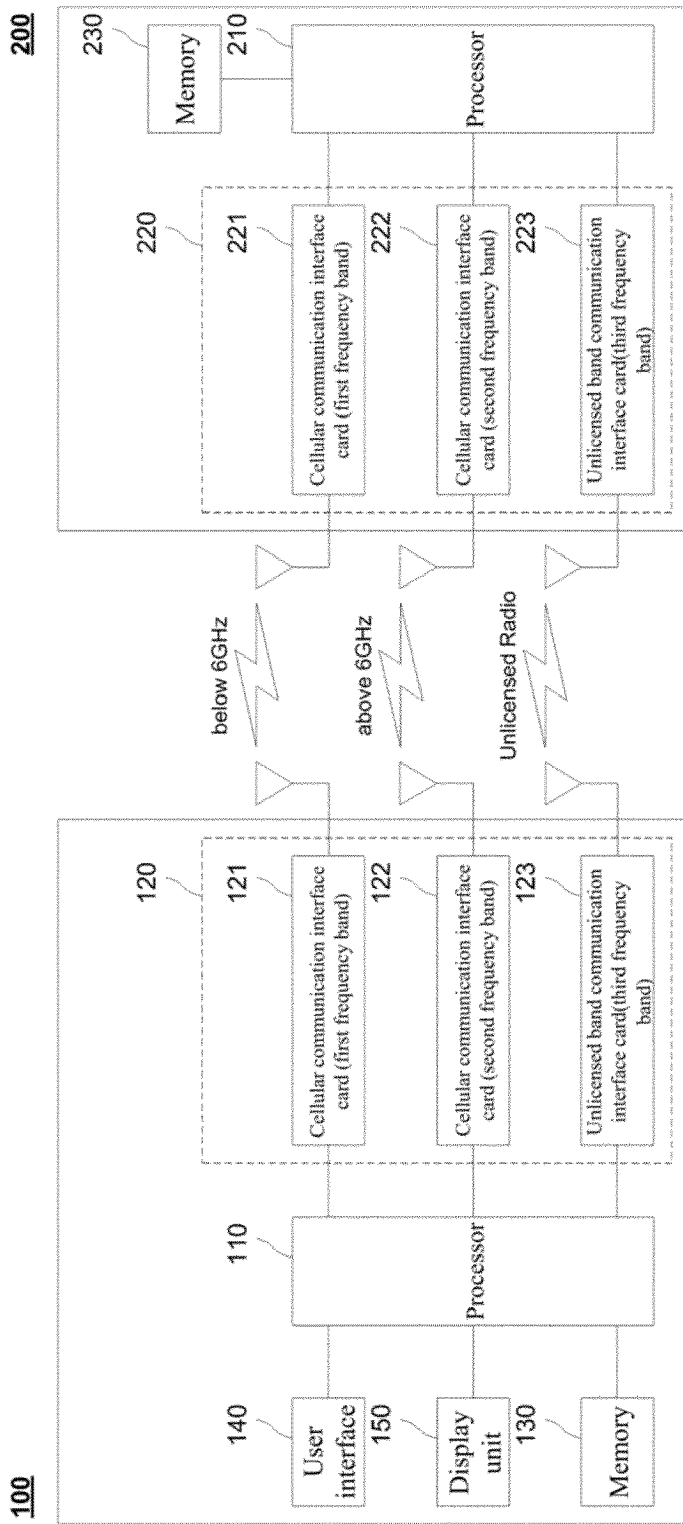 100
200
140
User
interface
150
Display
unit
130
Memory
110
Processor
120
121
Cellular communication interface
card (first frequency band)
122
Cellular communication interface
card (second frequency band)
123
Unlicensed band communication
interface card(third frequency
band)
below 6GHz
above 6GHz
Unlicensed Radio
220
221
Cellular communication interface
card (first frequency band)
222
Cellular communication interface
card (second frequency band)
223
Unlicensed band communication
interface card(third frequency
band)
230
Memory
210
Processor